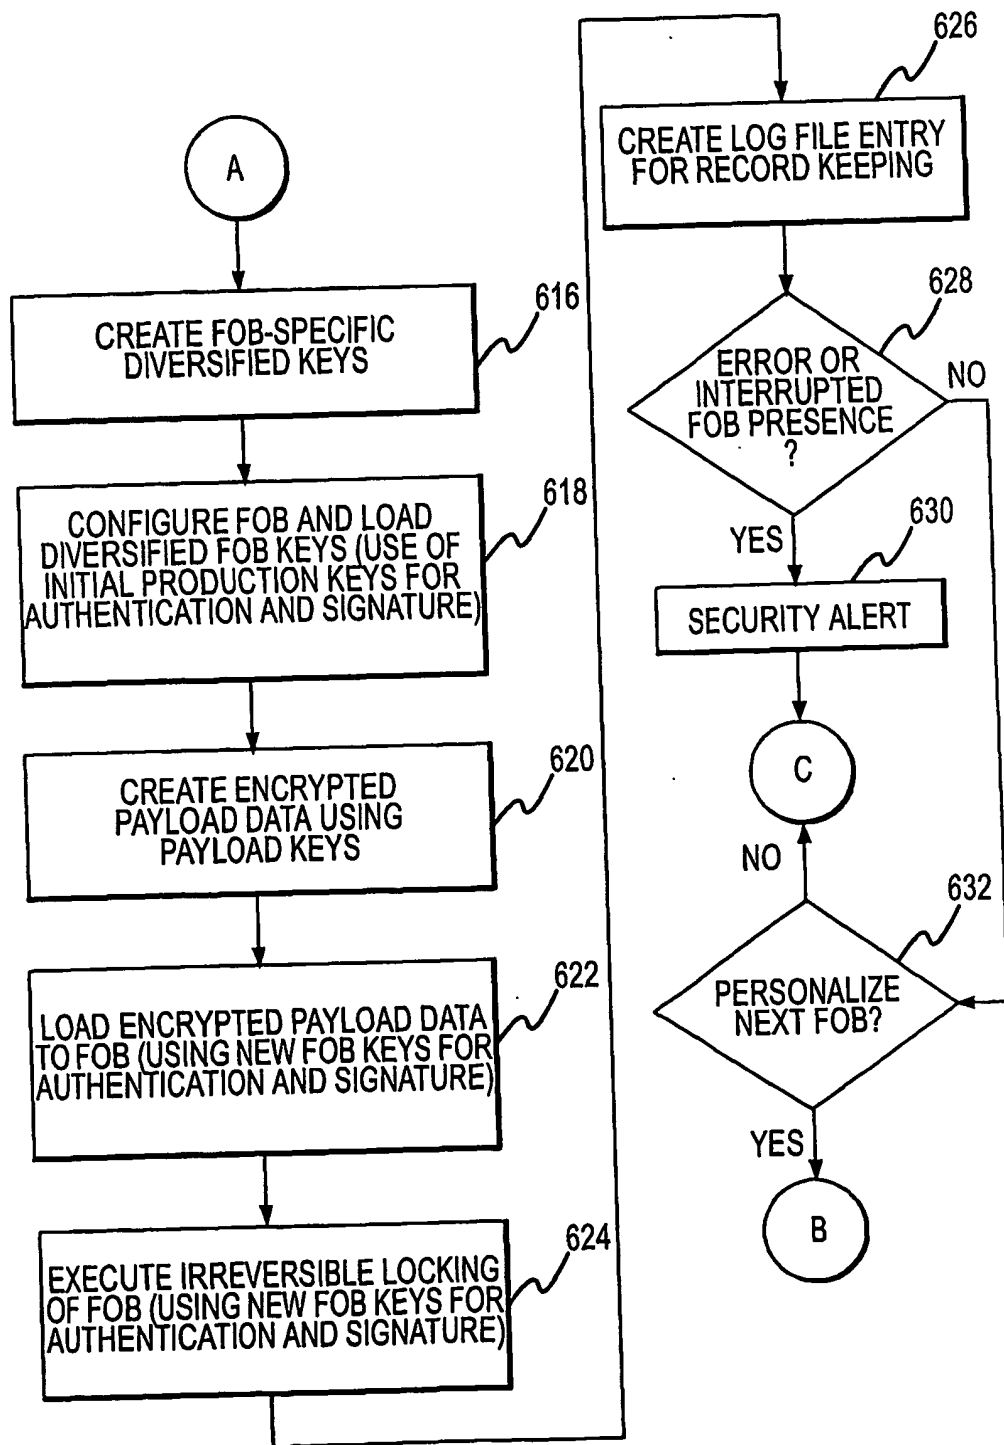 A
616
CREATE FOB-SPECIFIC
DIVERSIFIED KEYS
618
CONFIGURE FOB AND LOAD
DIVERSIFIED FOB KEYS (USE OF
INITIAL PRODUCTION KEYS FOR
AUTHENTICATION AND SIGNATURE)
620
CREATE ENCRYPTED
PAYLOAD DATA USING
PAYLOAD KEYS
622
LOAD ENCRYPTED PAYLOAD DATA
TO FOB (USING NEW FOB KEYS FOR
AUTHENTICATION AND SIGNATURE)
624
EXECUTE IRREVERSIBLE LOCKING
OF FOB (USING NEW FOB KEYS FOR
AUTHENTICATION AND SIGNATURE)
626
CREATE LOG FILE ENTRY
FOR RECORD KEEPING
628
ERROR OR
INTERRUPTED
FOB PRESENCE
?
NO
YES
630
SECURITY ALERT
C
NO
632
PERSONALIZE
NEXT FOB?
YES
B